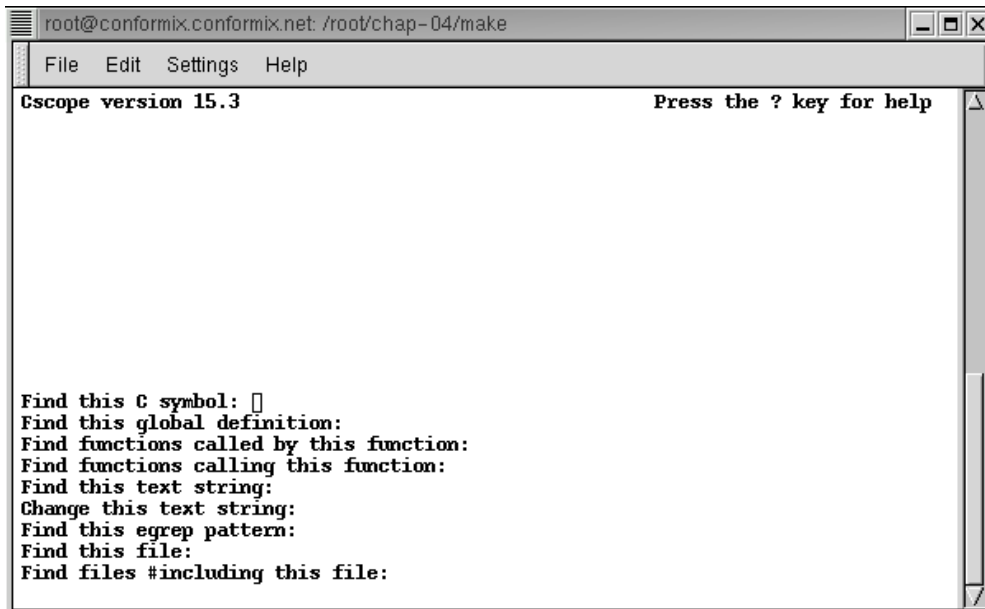 root@conformix.conformix.net: /root/chap-04/make
File Edit Settings Help
Cscope version 15.3 Press the ? key for help
Find this C symbol:
Find this global definition:
Find functions called by this function:
Find functions calling this function:
Find this text string:
Change this text string:
Find this egrep pattern:
Find this file:
Find files #including this file: